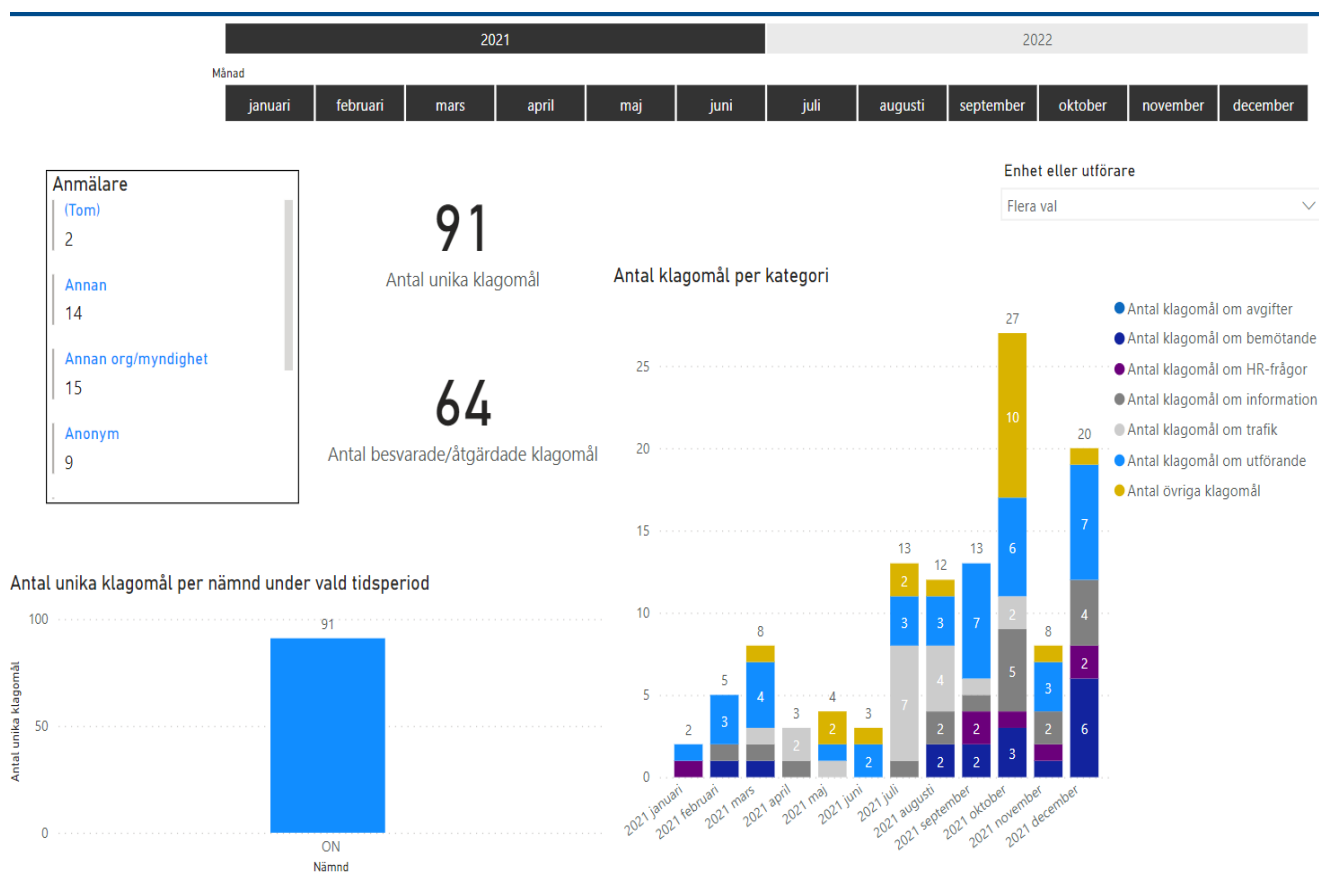 2021
2022
Månad
januari
februari
mars
april
maj
juni
juli
augusti
september
oktober
november
december
Anmälare
(Tom)
2
Annan
14
Annan org/myndighet
15
Anonym
9
91
Antal unika klagomål
64
Antal besvarade/åtgärdade klagomål
Enhet eller utförare
Flera val
Antal klagomål per kategori
Antal klagomål om avgifter
Antal klagomål om bemötande
Antal klagomål om HR-frågor
Antal klagomål om information
Antal klagomål om trafik
Antal klagomål om utförande
Antal övriga klagomål
25
20
15
10
5
0
2
5
3
8
4
3
2
4
2
3
2
13
2
3
7
12
3
4
2
2
13
7
2
2
27
10
6
2
5
3
8
3
2
20
7
4
2
6
2021 januari
2021 februari
2021 mars
2021 april
2021 maj
2021 juni
2021 juli
2021 augusti
2021 september
2021 oktober
2021 november
2021 december
Antal unika klagomål per nämnd under vald tidsperiod
Antal unika klagomål
100
50
0
91
ON
Nämnd